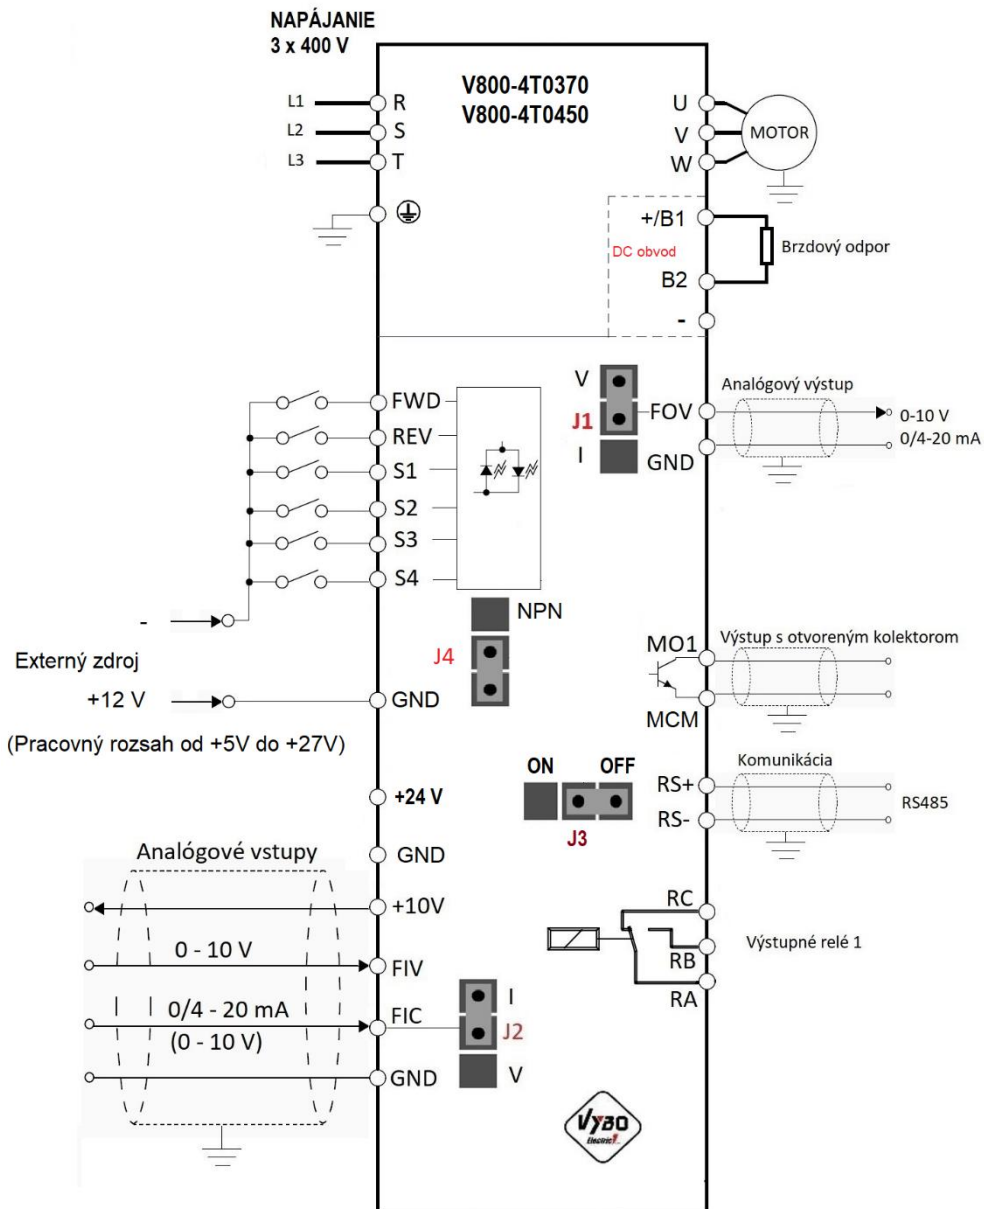 NAPÁJANIE
3 x 400 V
V800-4T0370
V800-4T0450
L1
R
L2
S
L3
T
U
V
W
MOTOR
+/B1
DC obvod
B2
-
Brzdový odpor
FWD
REV
S1
S2
S3
S4
V
J1
I
FOV
GND
Analógový výstup
0-10 V
0/4-20 mA
NPN
J4
-
Externý zdroj
+12 V
GND
(Pracovný rozsah od +5V do +27V)
MO1
MCM
Výstup s otvoreným kolektorom
ON
OFF
J3
RS+
RS-
Komunikácia
RS485
+24 V
GND
Analógové vstupy
+10V
0 - 10 V
FIV
0/4 - 20 mA
(0 - 10 V)
FIC
GND
I
J2
V
RC
RB
RA
Výstupné relé 1
VYBO
Electric